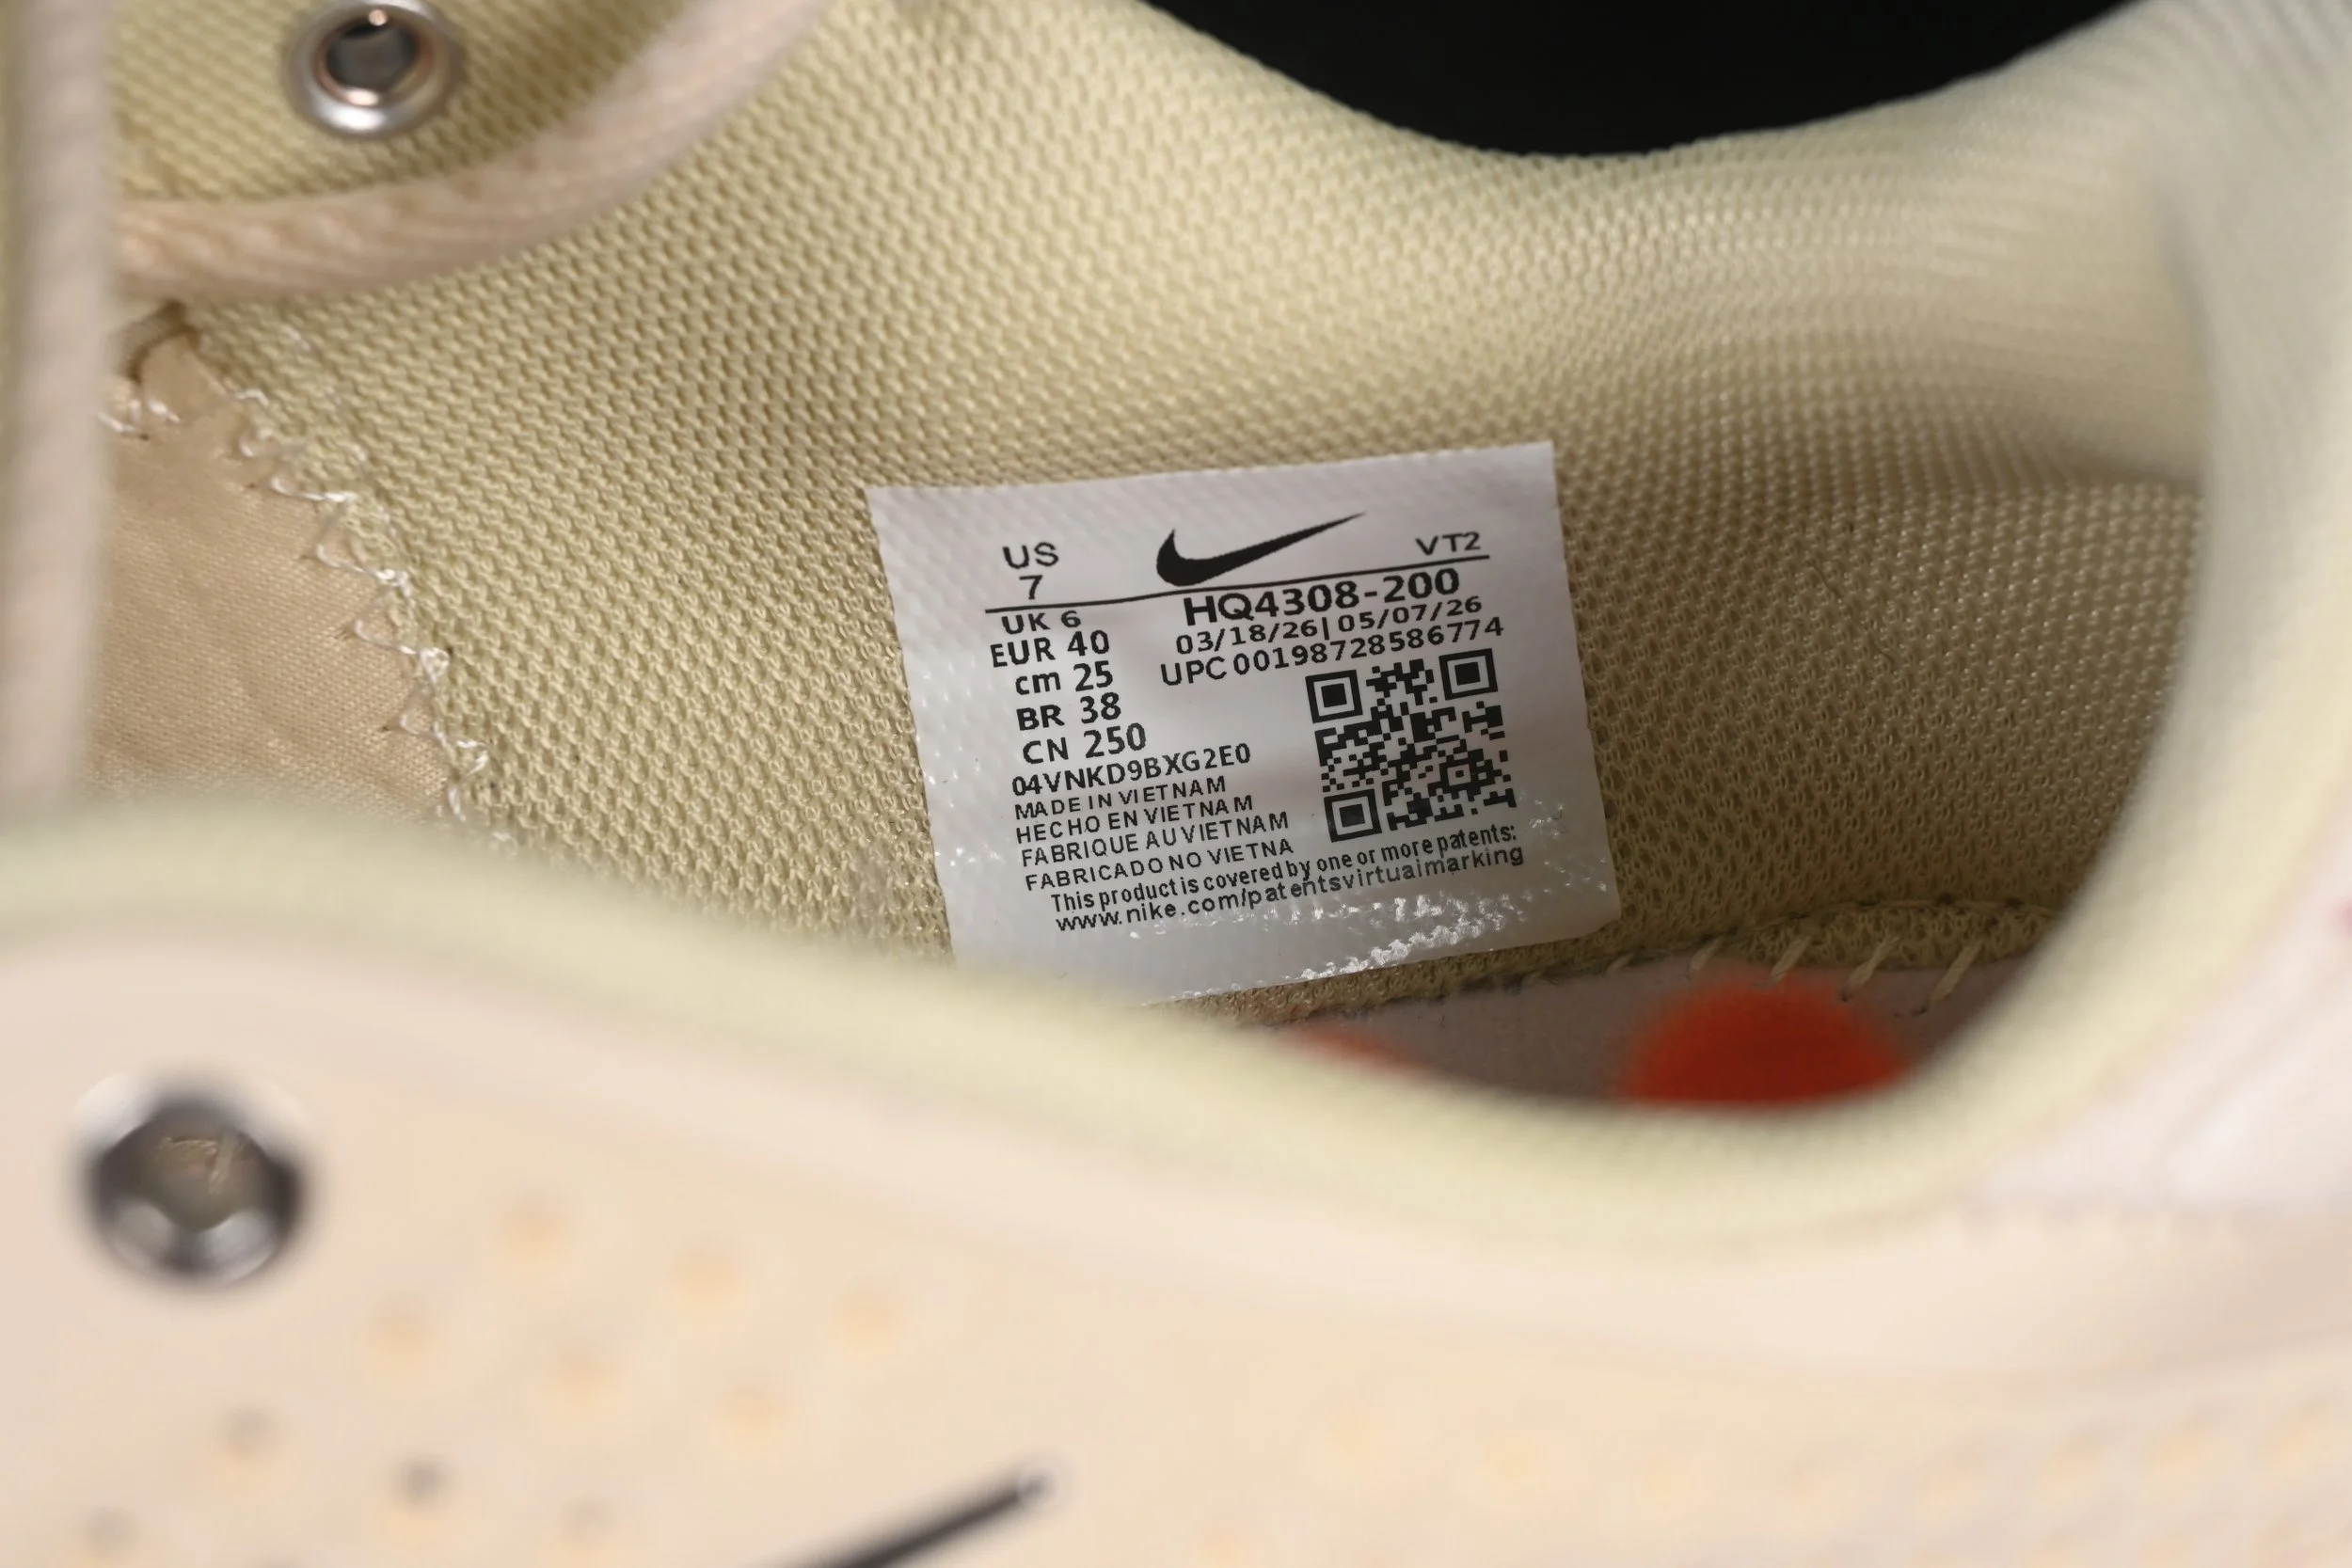 US
7
VT2
UK 6
HQ4308-200
EUR 40
03/18/26|05/07/26
cm 25
UPC 00198728586774
BR 38
CN 250
04VNKD9BXG2E0
MADE IN VIETNAM
HECHO EN VIETNAM
FABRIQUE AU VIETNAM
FABRICADO NO VIETNA
This product is covered by one or more patents:
www.nike.com/patentsvirtualmarking